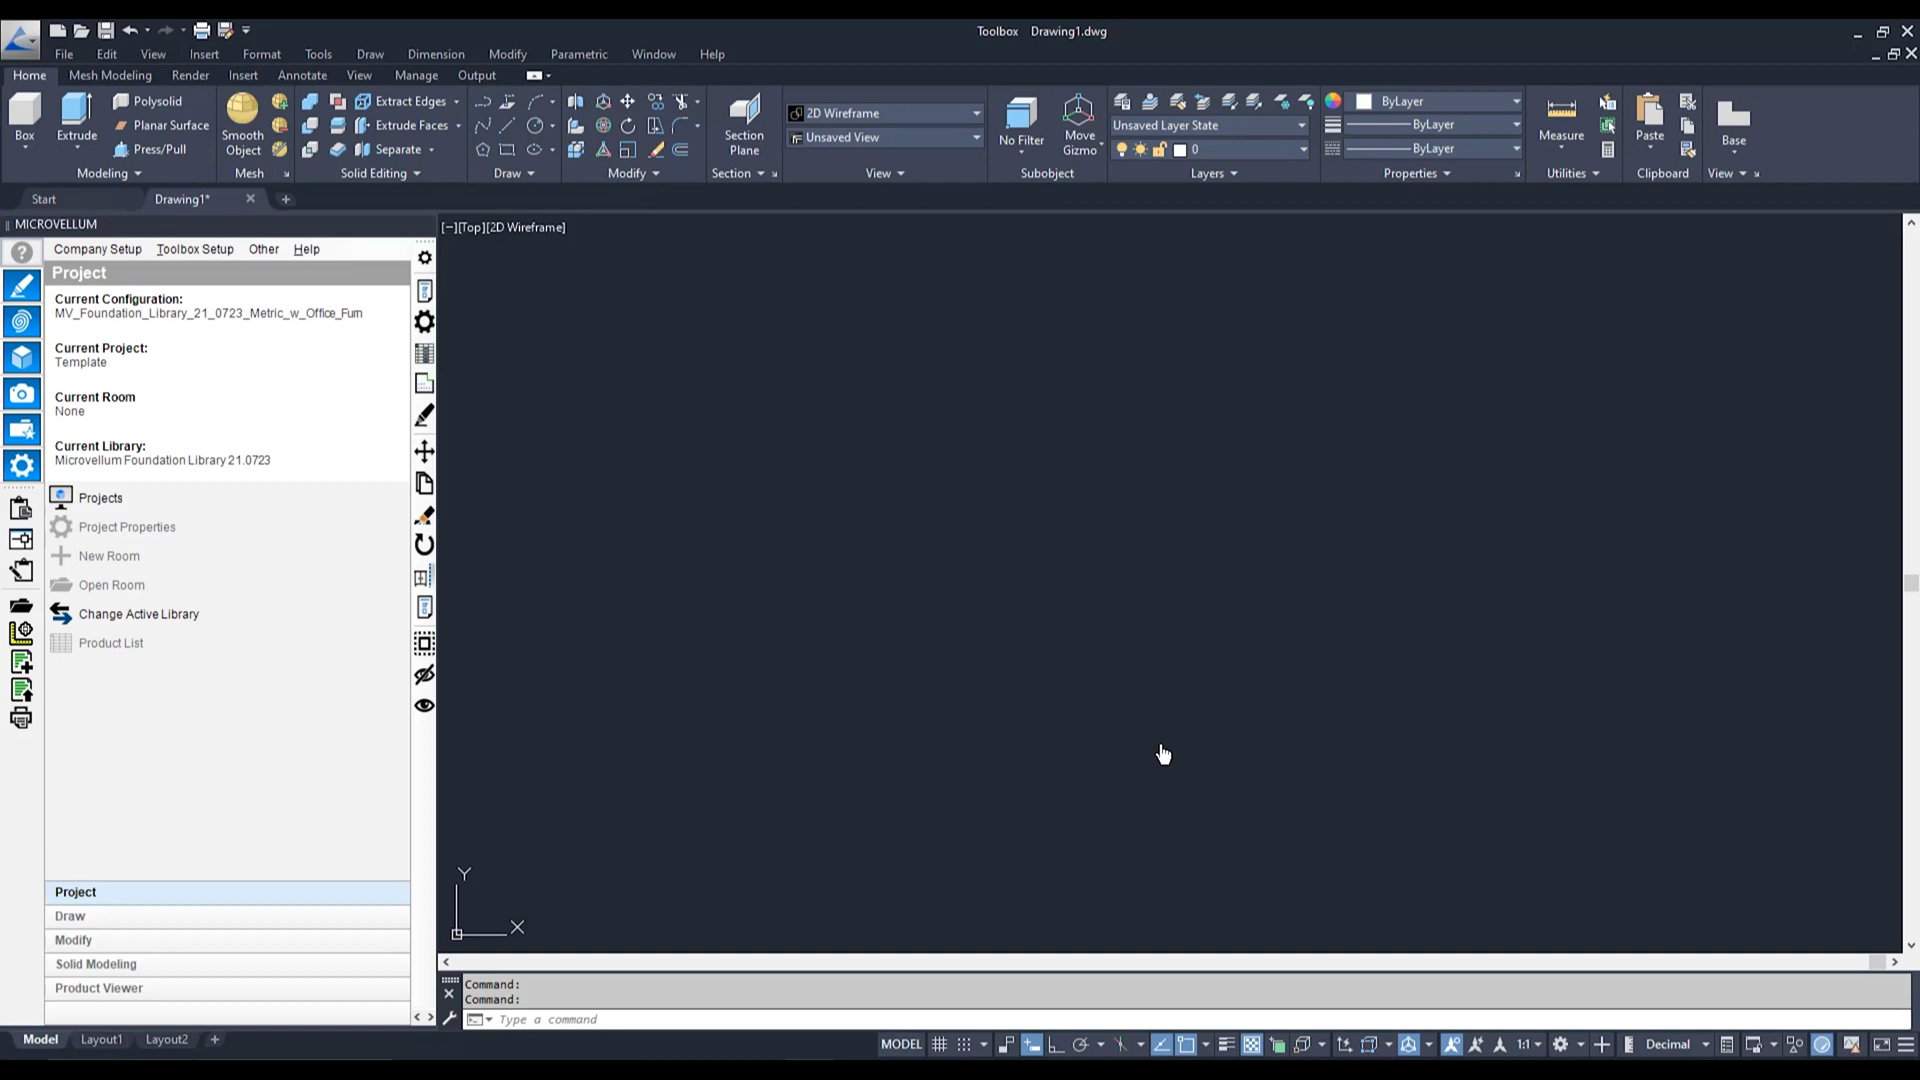 Toolbox Drawing1.dwg
File Edit View Insert Format Tools Draw Dimension Modify Parametric Window Help
Home Mesh Modeling Render Insert Annotate View Manage Output
Box
Extrude
Polysolid
Planar Surface
Press/Pull
Modeling
Smooth
Object
Mesh
Extract Edges
Extrude Faces
Separate
Solid Editing
Draw
Modify
Section
Plane
Section
2D Wireframe
Unsaved View
View
No Filter
Move
Gizmo
Subobject
Unsaved Layer State
0
Layers
ByLayer
ByLayer
ByLayer
Properties
Measure
Utilities
Paste
Clipboard
Base
View
Start Drawing1*
MICROVELLUM
[−][Top][2D Wireframe]
Company Setup Toolbox Setup Other Help
Project
Current Configuration:
MV_Foundation_Library_21_0723_Metric_w_Office_Furn
Current Project:
Template
Current Room
None
Current Library:
Microvellum Foundation Library 21.0723
Projects
Project Properties
New Room
Open Room
Change Active Library
Product List
Project
Draw
Modify
Solid Modeling
Product Viewer
Y
X
Command:
Command:
Type a command
Model Layout1 Layout2
MODEL 1:1 Decimal